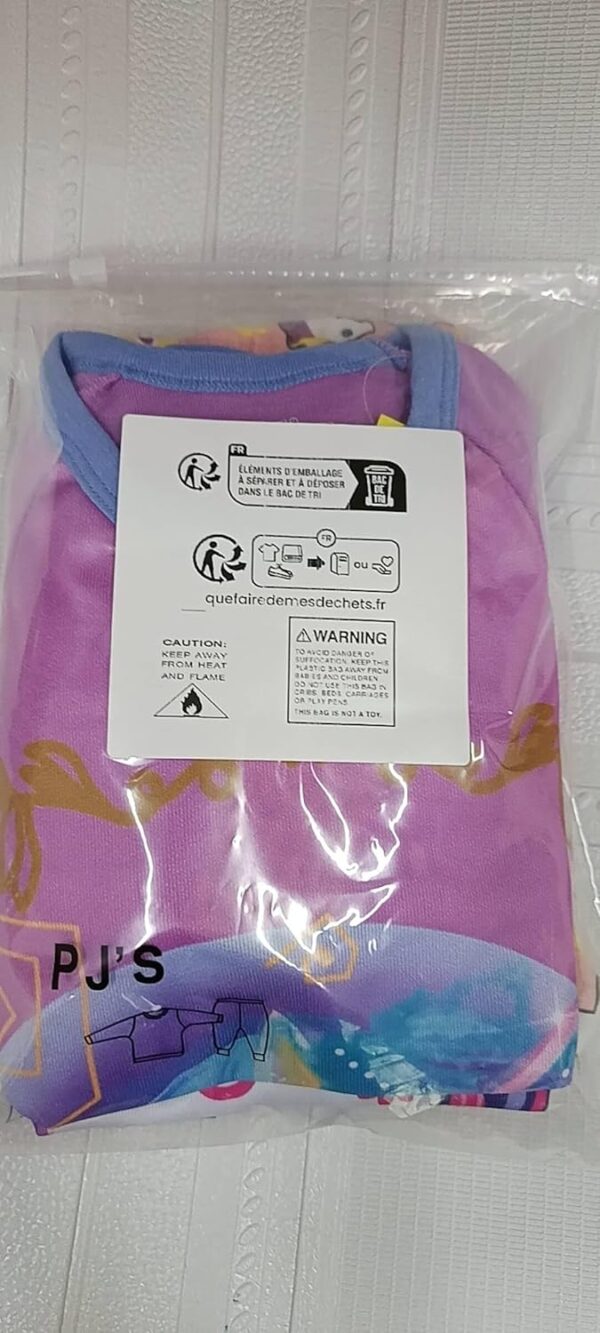 FR
ÉLÉMENTS D'EMBALLAGE
À SÉPARER ET À DÉPOSER
DANS LE BAC DE TRI
BAC
DE
TRI
FR
ou
quefairedemesdechets.fr
CAUTION:
KEEP AWAY
FROM HEAT
AND FLAME
WARNING
TO AVOID DANGER OF
SUFFOCATION, KEEP THIS
PLASTIC BAG AWAY FROM
BABIES AND CHILDREN
DO NOT USE THIS BAG IN
CRIBS, BEDS, CARRIAGES
OR PLAY PENS
THIS BAG IS NOT A TOY.
PJ'S